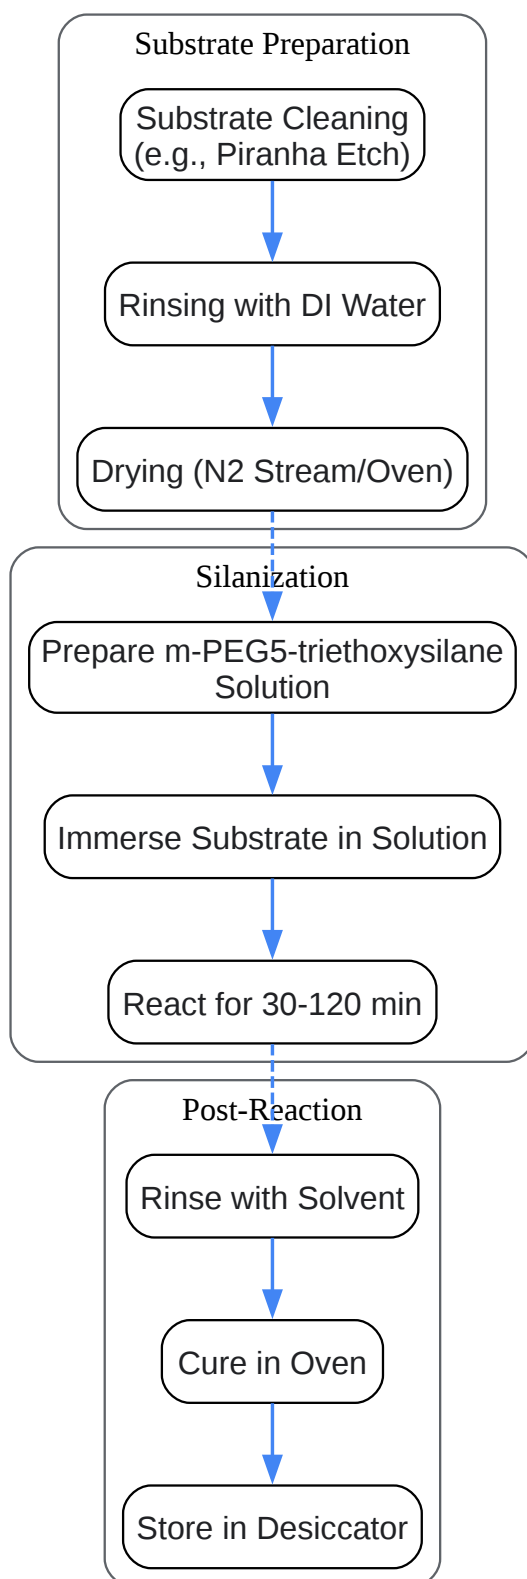 Substrate Preparation
Substrate Cleaning
(e.g., Piranha Etch)
Rinsing with DI Water
Drying (N2 Stream/Oven)
Silanization
Prepare m-PEG5-triethoxysilane
Solution
Immerse Substrate in Solution
React for 30-120 min
Post-Reaction
Rinse with Solvent
Cure in Oven
Store in Desiccator